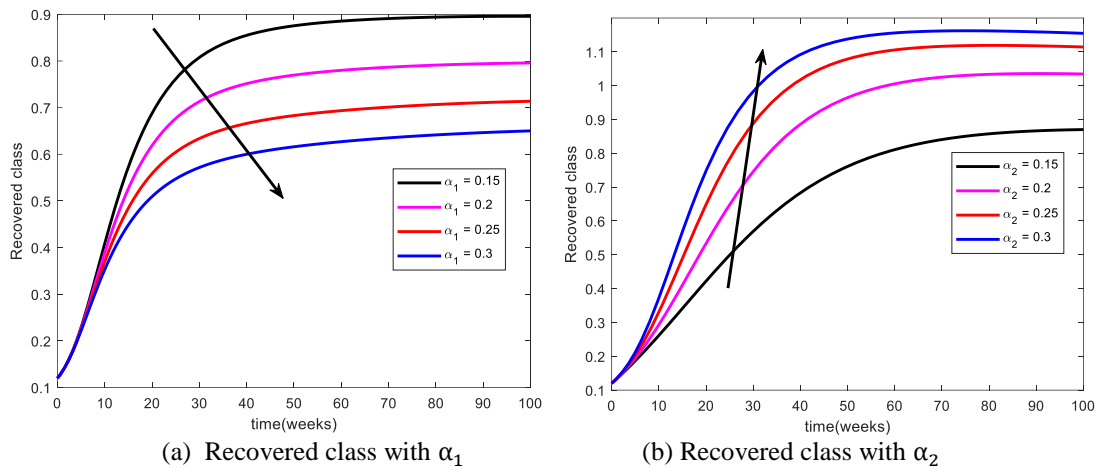 0.9
0.8
0.7
0.6
0.5
0.4
0.3
0.2
0.1
Recovered class
0 10 20 30 40 50 60 70 80 90 100
time(weeks)
α₁ = 0.15
α₁ = 0.2
α₁ = 0.25
α₁ = 0.3
(a) Recovered class with α₁
1.1
1
0.9
0.8
0.7
0.6
0.5
0.4
0.3
0.2
0.1
Recovered class
0 10 20 30 40 50 60 70 80 90 100
time(weeks)
α₂ = 0.15
α₂ = 0.2
α₂ = 0.25
α₂ = 0.3
(b) Recovered class with α₂